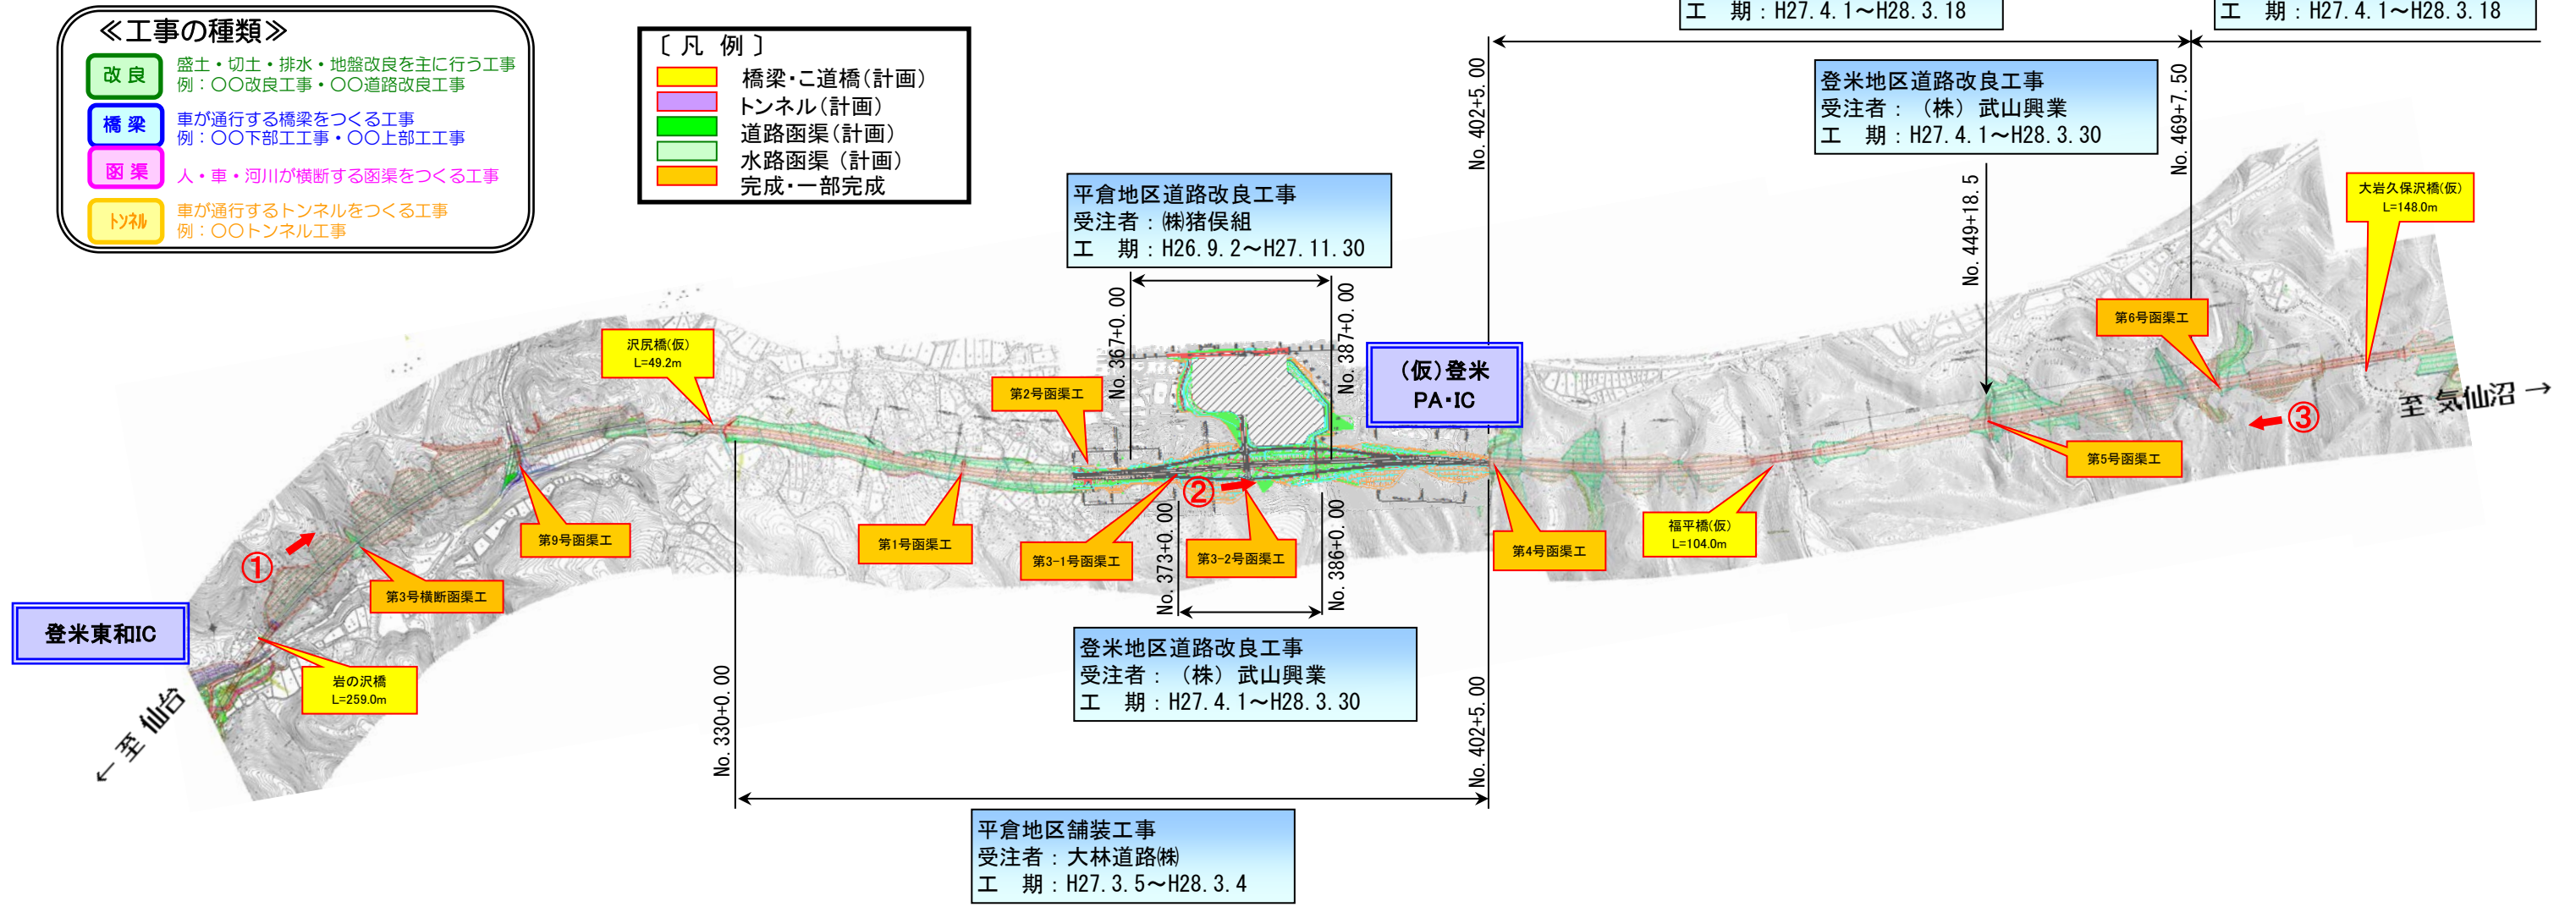 ≪工事の種類≫
改良
盛土・切土・排水・地盤改良を主に行う工事
例：〇〇改良工事・〇〇道路改良工事
橋梁
車が通行する橋梁をつくる工事
例：〇〇下部工工事・〇〇上部工工事
函渠
人・車・河川が横断する函渠をつくる工事
トンネル
車が通行するトンネルをつくる工事
例：〇〇トンネル工事
〔凡 例〕
橋梁・こ道橋(計画)
トンネル(計画)
道路函渠(計画)
水路函渠(計画)
完成・一部完成
工　期：H27.4.1～H28.3.18
工　期：H27.4.1～H28.3.18
No.402+5.00
登米地区道路改良工事
受注者：（株）武山興業
工　期：H27.4.1～H28.3.30
No.469+7.50
No.449+18.5
平倉地区道路改良工事
受注者：㈱猪俣組
工　期：H26.9.2～H27.11.30
No.367+0.00
No.387+0.00
大岩久保沢橋(仮)
L=148.0m
第6号函渠工
沢尻橋(仮)
L=49.2m
第2号函渠工
(仮)登米
PA・IC
至 気仙沼 →
③
第5号函渠工
②
①
第9号函渠工
第1号函渠工
第3-1号函渠工
第3-2号函渠工
第4号函渠工
福平橋(仮)
L=104.0m
第3号横断函渠工
No.373+0.00
No.386+0.00
登米東和IC
岩の沢橋
L=259.0m
← 至 仙台
登米地区道路改良工事
受注者：（株）武山興業
工　期：H27.4.1～H28.3.30
No.330+0.00
No.402+5.00
平倉地区舗装工事
受注者：大林道路㈱
工　期：H27.3.5～H28.3.4